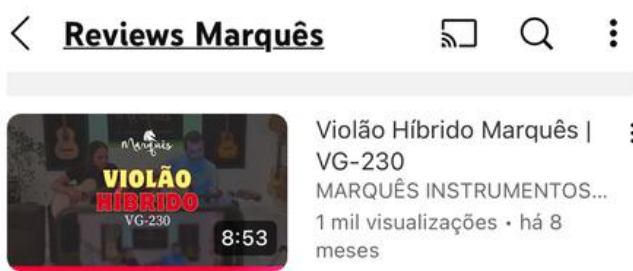 Reviews Marquês
Marquês
VIOLÃO
HÍBRIDO
VG-230
8:53
Violão Híbrido Marquês |
VG-230
MARQUÊS INSTRUMENTOS...
1 mil visualizações • há 8
meses